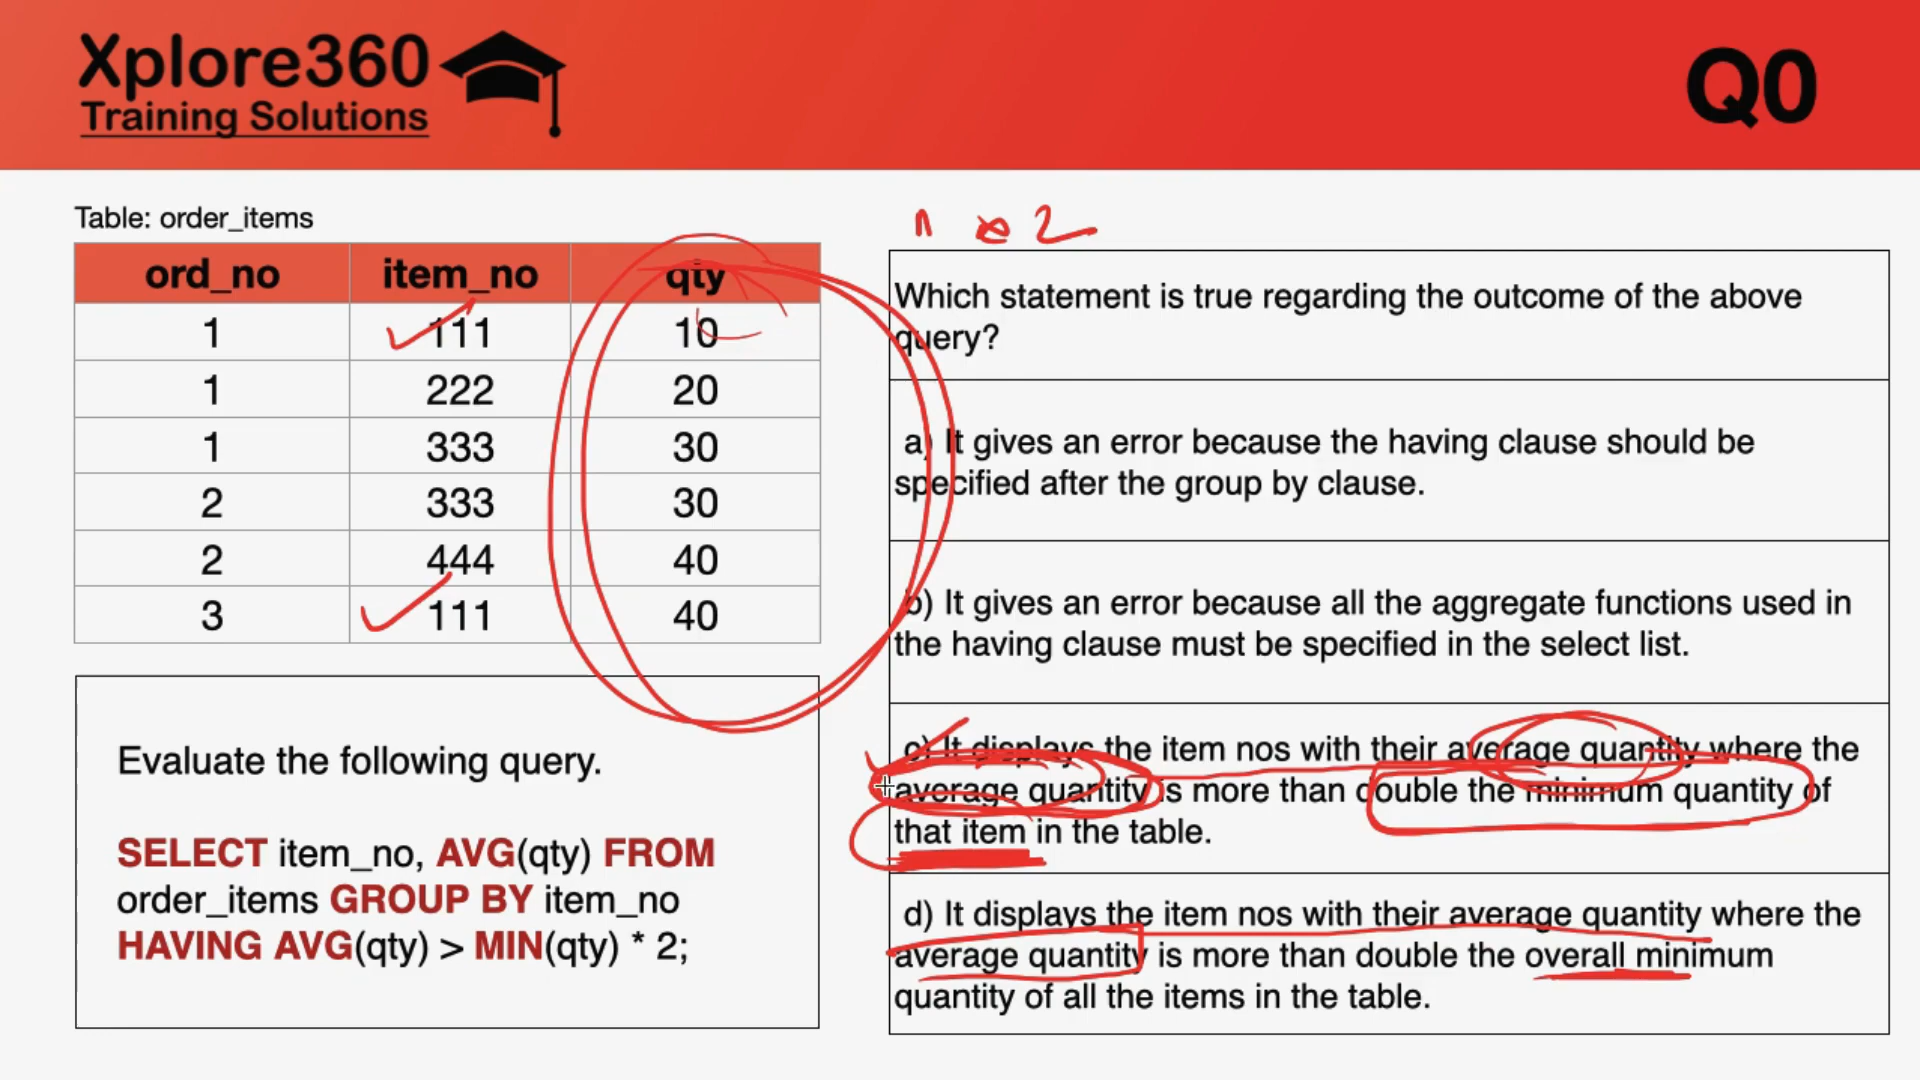 Xplore360
Training Solutions
Q0
Table: order_items
ord_no item_no qty
1 111 10
1 222 20
1 333 30
2 333 30
2 444 40
3 111 40
Evaluate the following query.
SELECT item_no, AVG(qty) FROM
order_items GROUP BY item_no
HAVING AVG(qty) > MIN(qty) * 2;
2
Which statement is true regarding the outcome of the above
query?
a) It gives an error because the having clause should be
specified after the group by clause.
b) It gives an error because all the aggregate functions used in
the having clause must be specified in the select list.
c) It displays the item nos with their average quantity where the
average quantity is more than double the minimum quantity of
that item in the table.
d) It displays the item nos with their average quantity where the
average quantity is more than double the overall minimum
quantity of all the items in the table.